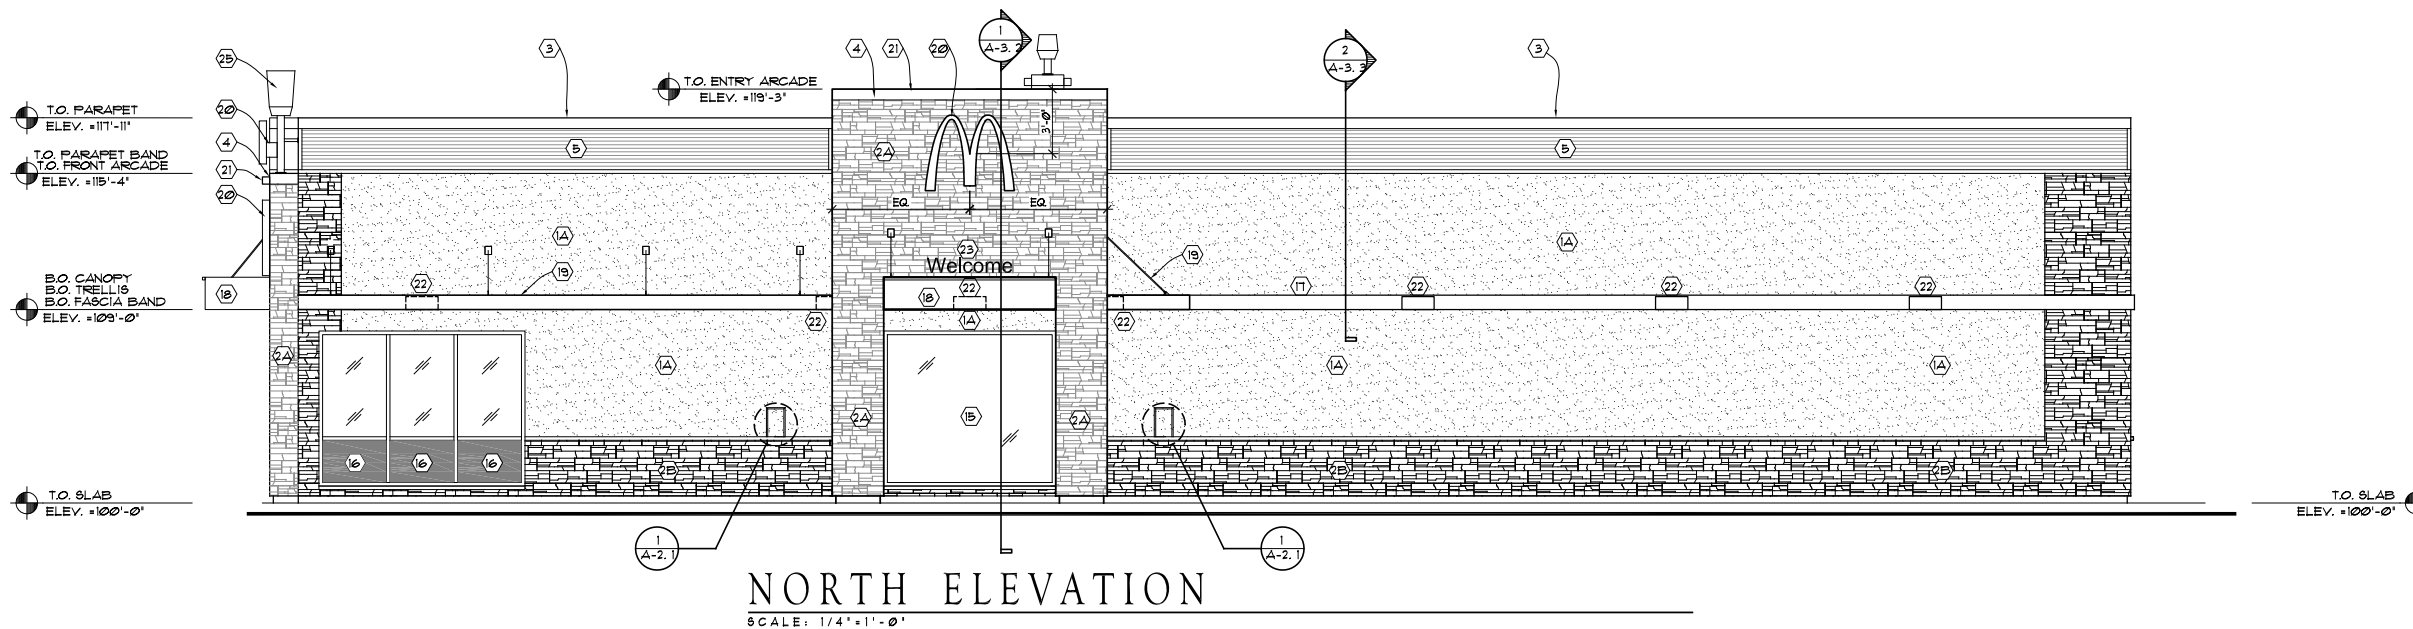 1
A-3.2
2
A-3.3
25
3
4
21
20
3
T.O. ENTRY ARCADE
ELEV. =119'-3"
T.O. PARAPET
ELEV. =117'-11"
20
3'-0"
4
5
2A
5
T.O. PARAPET BAND
T.O. FRONT ARCADE
ELEV. =115'-4"
21
20
EQ.
EQ.
1A
23
1A
19
Welcome
19
B.O. CANOPY
B.O. TRELLIS
B.O. FASCIA BAND
ELEV. =109'-0"
18
22
22
18
17
22
22
22
22
1A
22
2A
1A
1A
1A
2A
15
2A
16
16
16
2B
2B
2B
T.O. SLAB
ELEV. =100'-0"
T.O. SLAB
ELEV. =100'-0"
1
A-2.1
1
A-2.1
NORTH ELEVATION
SCALE: 1/4"=1'-0"